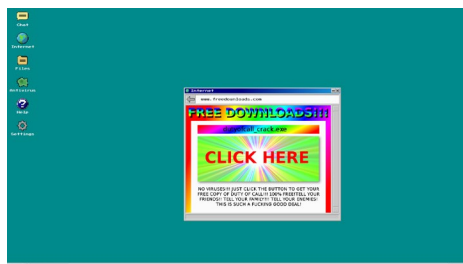 Chat
Internet
Files
Antivirus
Help
Settings
Internet
www.freedownloads.com
FREE DOWNLOADS!!!!
CLICK HERE
NO VIRUSES!!! JUST CLICK THE BUTTON TO GET YOUR
FREE COPY OF DUTY OF CALL!!! 100% FREE!TELL YOUR
FRIENDS!! TELL YOUR FAMILY!!! TELL YOUR ENEMIES!
THIS IS SUCH A FUCKING GOOD DEAL!